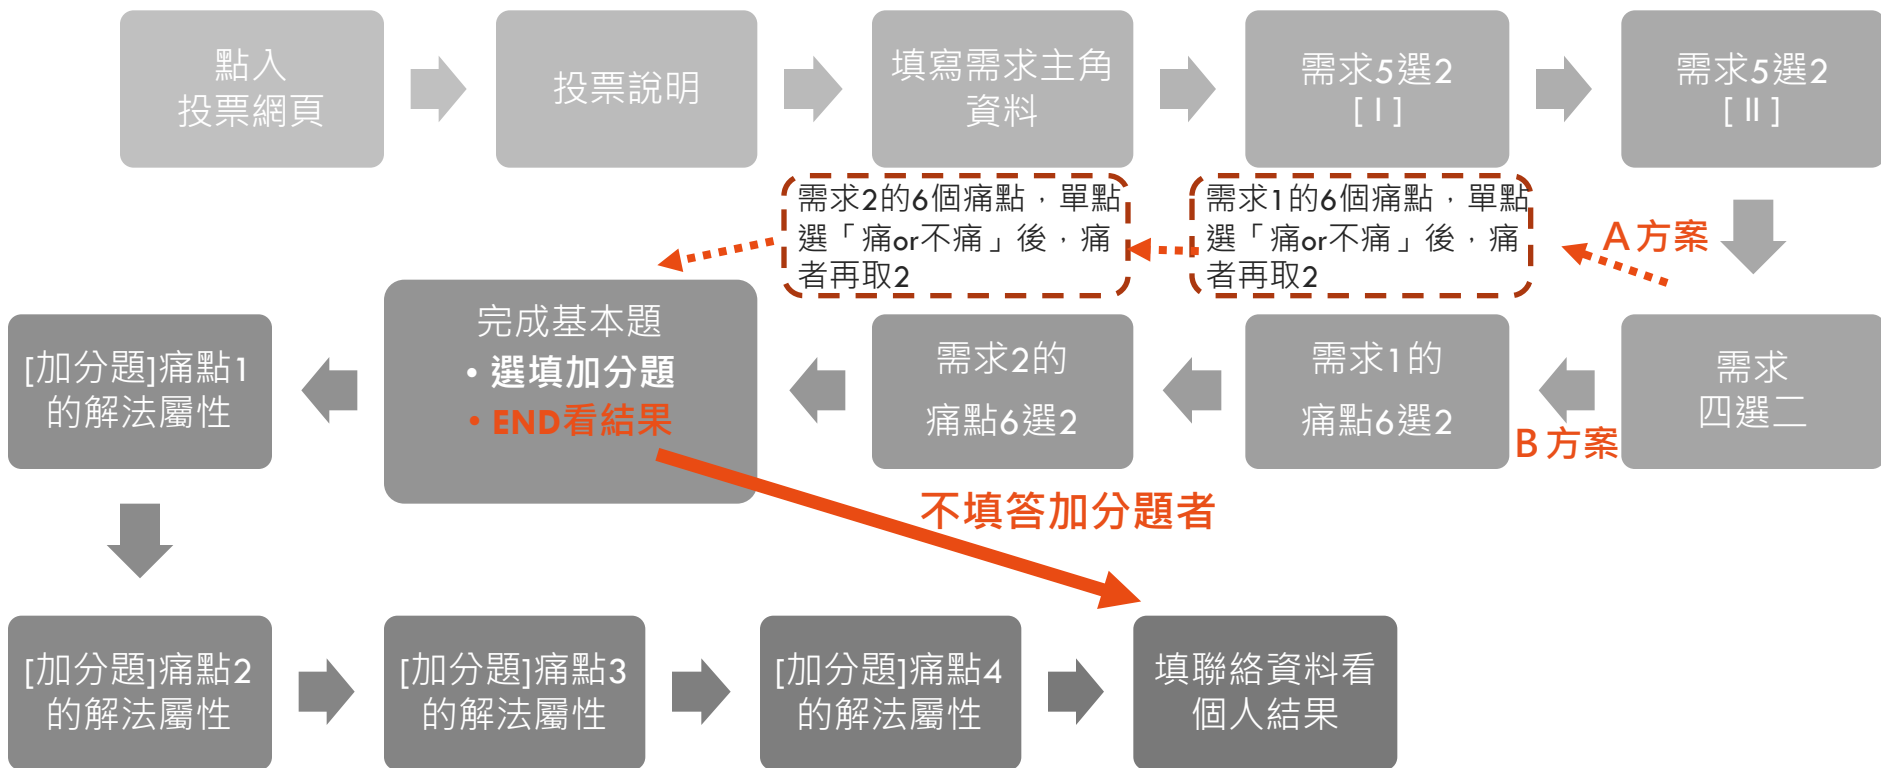 點入
投票網頁
投票說明
填寫需求主角
資料
需求5選2
[ I ]
需求5選2
[ II ]
需求2的6個痛點，單點
選「痛or不痛」後，痛
者再取2
需求1的6個痛點，單點
選「痛or不痛」後，痛
者再取2
A方案
需求
四選二
B方案
需求1的
痛點6選2
需求2的
痛點6選2
完成基本題
• 選填加分題
• END看結果
不填答加分題者
[加分題]痛點1
的解法屬性
[加分題]痛點2
的解法屬性
[加分題]痛點3
的解法屬性
[加分題]痛點4
的解法屬性
填聯絡資料看
個人結果